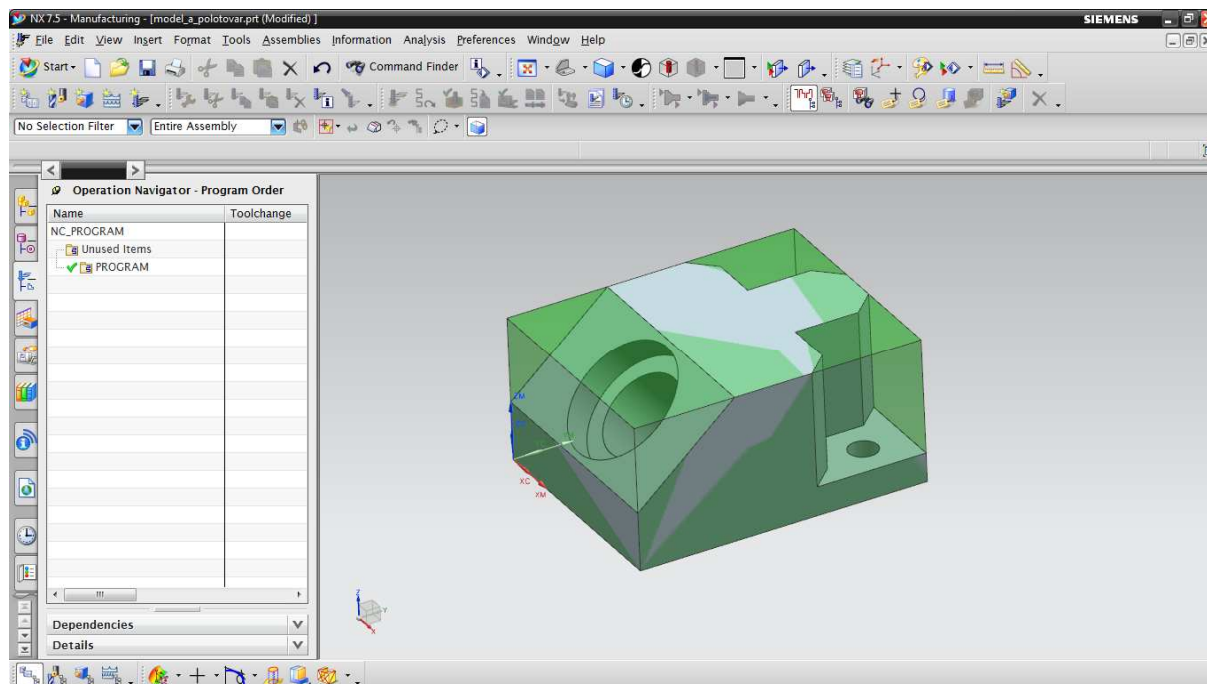 NX 7.5 - Manufacturing - [model_a_polotovar.prt (Modified) ]
SIEMENS
File Edit View Insert Format Tools Assemblies Information Analysis Preferences Window Help
Start
Command Finder
No Selection Filter
Entire Assembly
Operation Navigator - Program Order
Name Toolchange
NC_PROGRAM
Unused Items
PROGRAM
Dependencies
Details
ZM
XC
XM
Z
Y
X